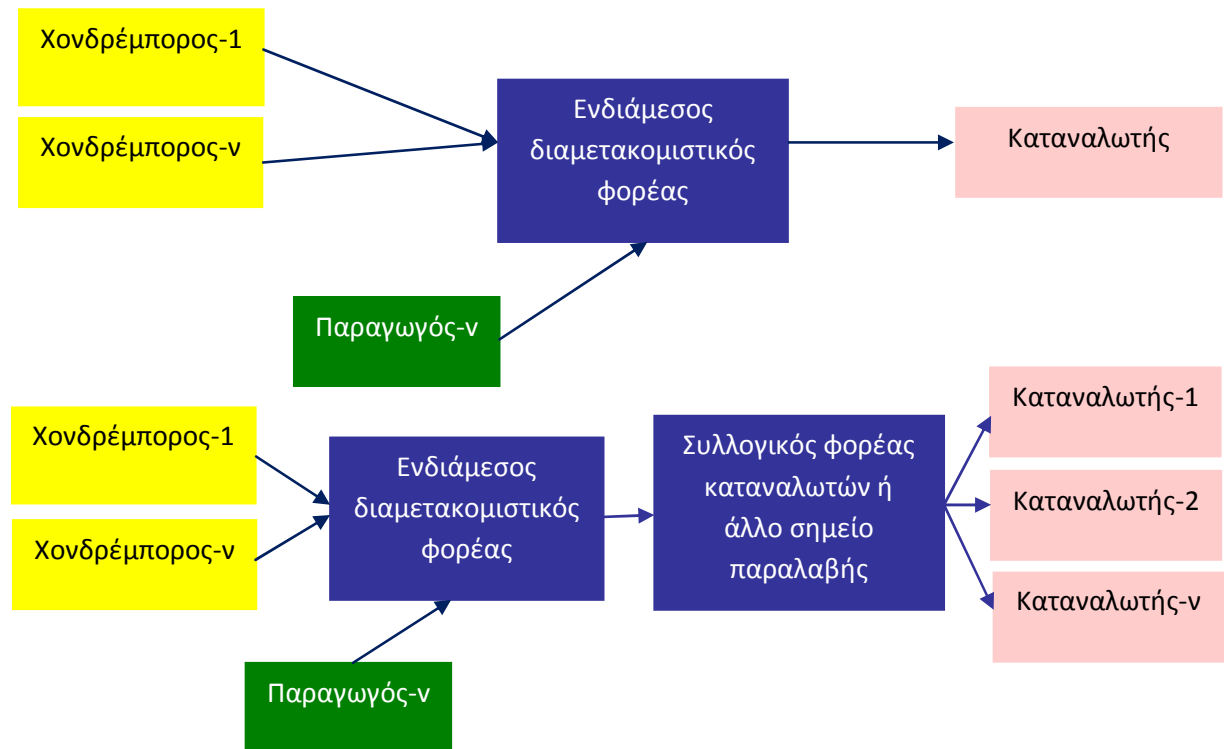 Χονδρέμπορος-1
Χονδρέμπορος-ν
Ενδιάμεσος
διαμετακομιστικός
φορέας
Καταναλωτής
Παραγωγός-ν
Χονδρέμπορος-1
Χονδρέμπορος-ν
Ενδιάμεσος
διαμετακομιστικός
φορέας
Συλλογικός φορέας
καταναλωτών ή
άλλο σημείο
παραλαβής
Καταναλωτής-1
Καταναλωτής-2
Καταναλωτής-ν
Παραγωγός-ν